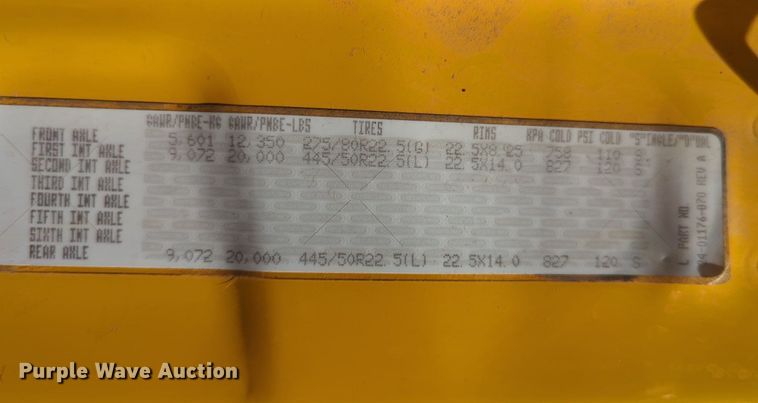 GAWR/PNBE-KG GAWR/PNBE-LBS TIRES RIMS KPA COLD PSI COLD "S"INGLE/"D"UAL
FRONT AXLE 5,601 12,350 275/80R22.5(G) 22.5X8.25 758 110 S
FIRST INT AXLE 9,072 20,000 445/50R22.5(L) 22.5X14.0 827 120 S
SECOND INT AXLE
THIRD INT AXLE
FOURTH INT AXLE
FIFTH INT AXLE
SIXTH INT AXLE
REAR AXLE 9,072 20,000 445/50R22.5(L) 22.5X14.0 827 120 S
PART NO.
24-01176-070 REV A
Purple Wave Auction